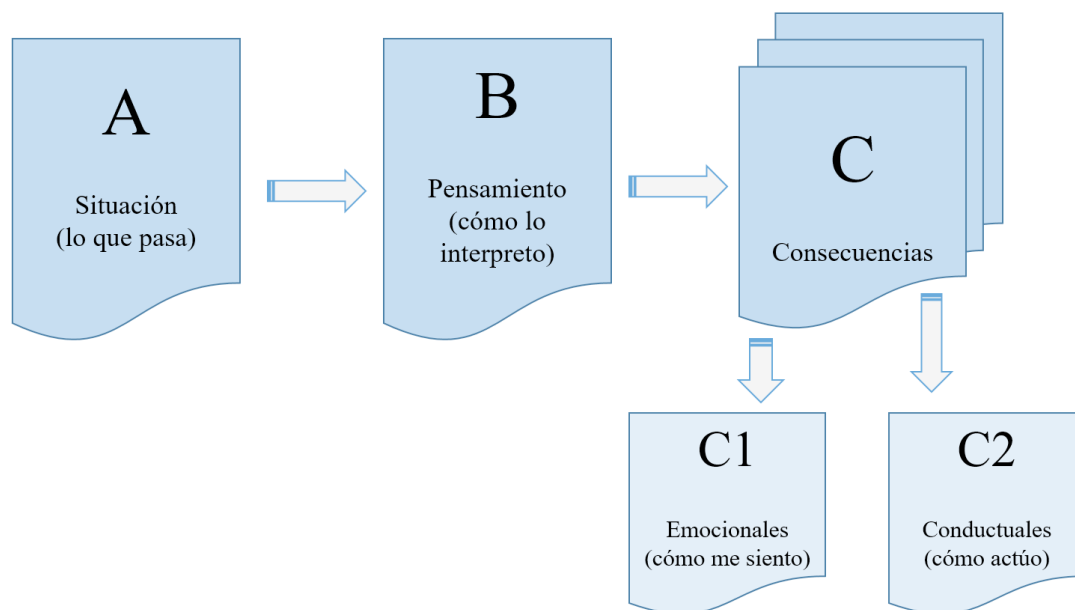 A
Situación
(lo que pasa)
B
Pensamiento
(cómo lo
interpreto)
C
Consecuencias
C1
Emocionales
(cómo me siento)
C2
Conductuales
(cómo actúo)